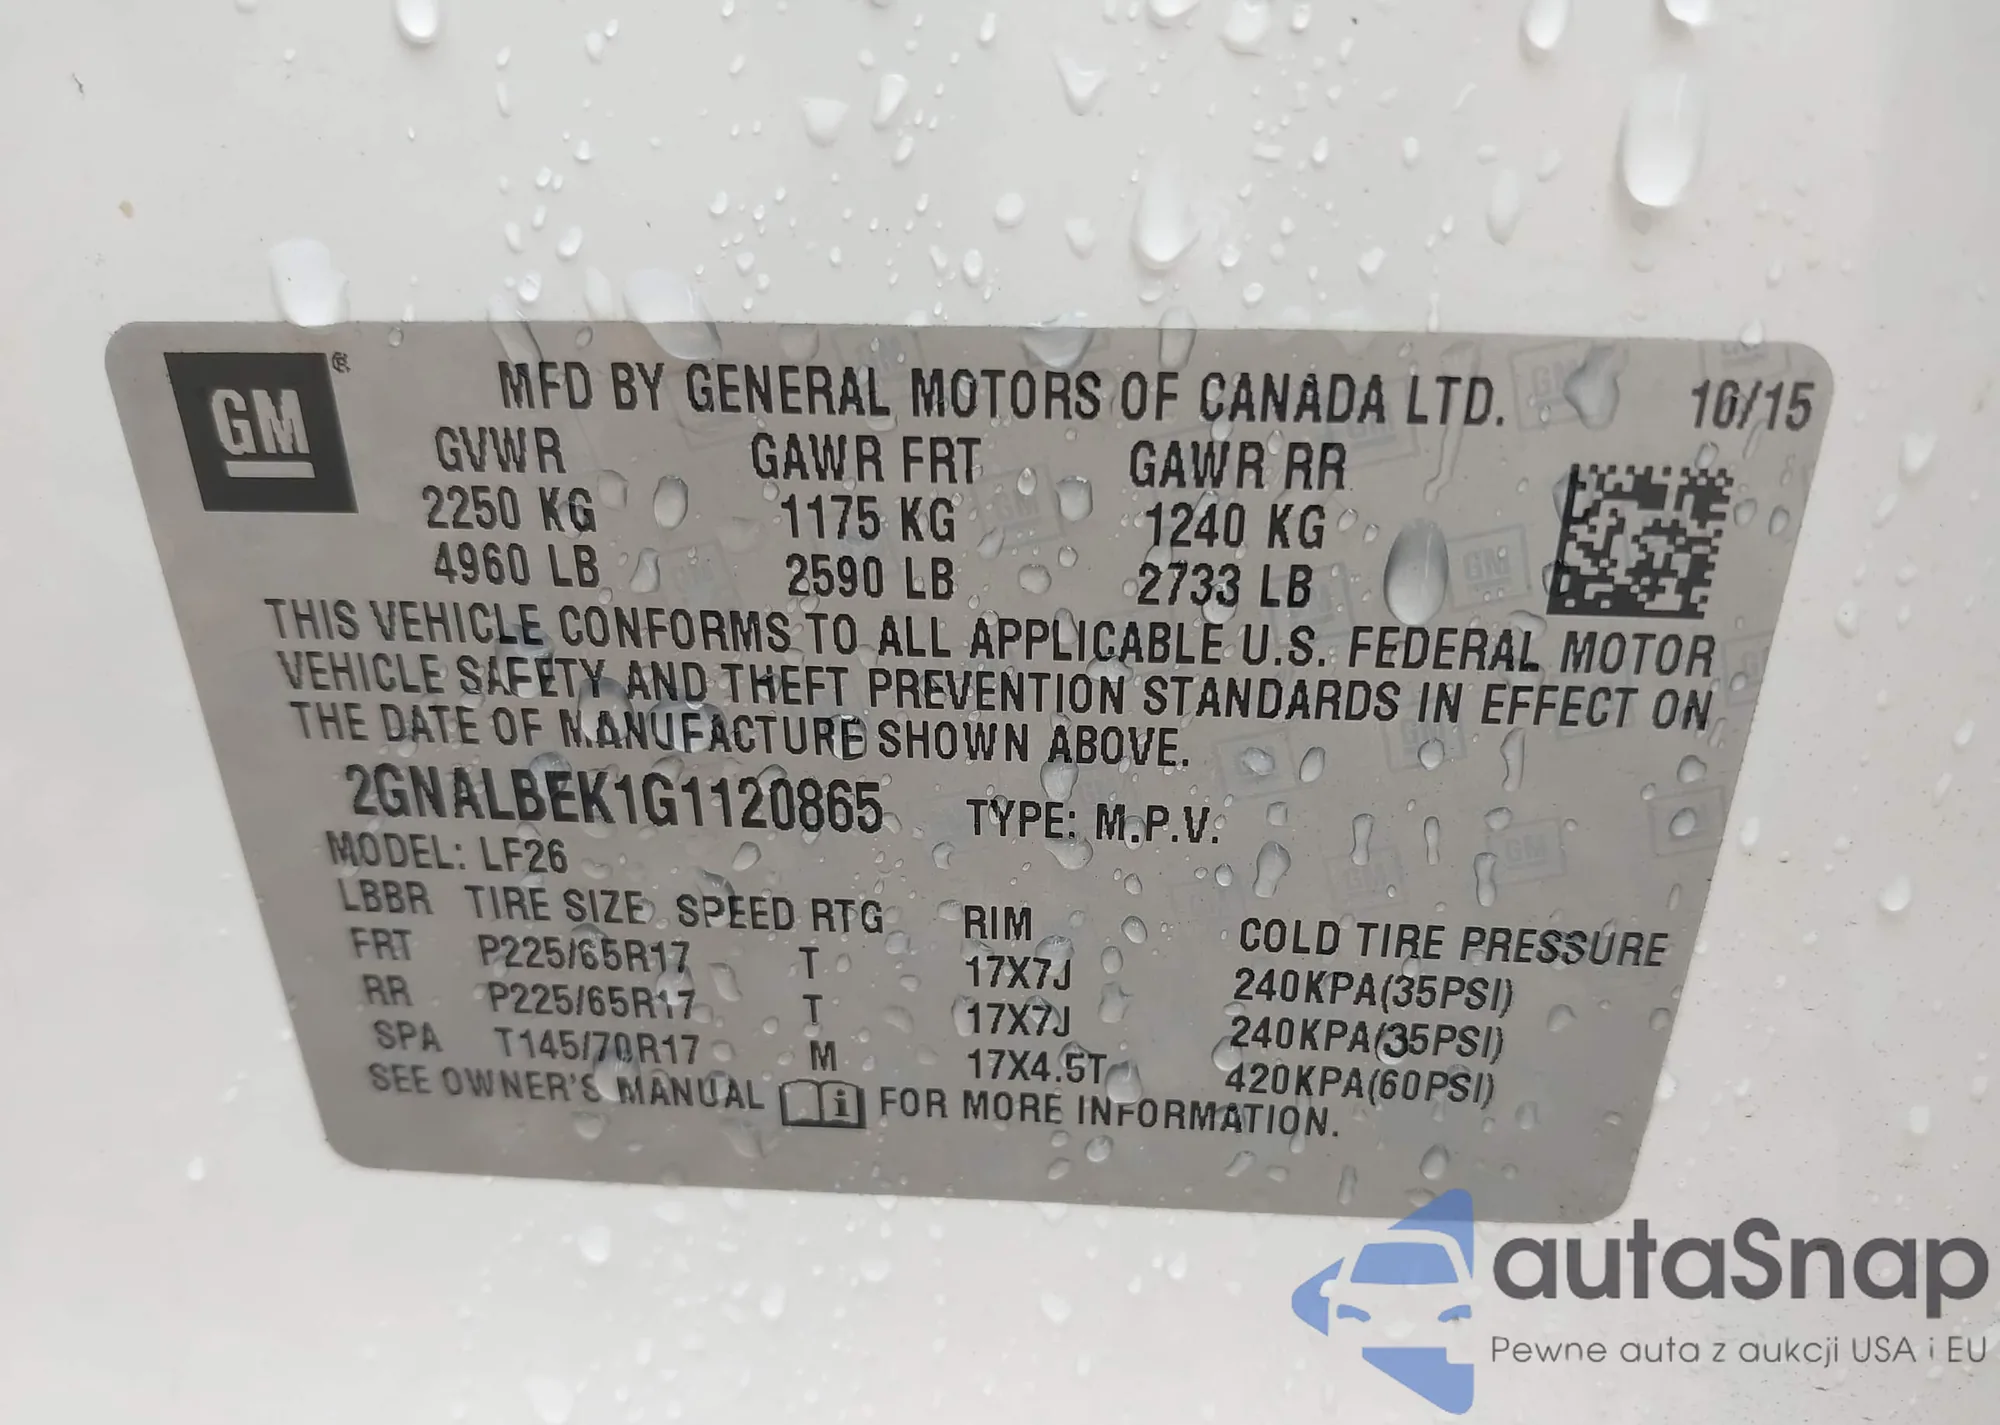 GM ® MFD BY GENERAL MOTORS OF CANADA LTD. 10/15
GVWR GAWR FRT GAWR RR
2250 KG 1175 KG 1240 KG
4960 LB 2590 LB 2733 LB
THIS VEHICLE CONFORMS TO ALL APPLICABLE U.S. FEDERAL MOTOR
VEHICLE SAFETY AND THEFT PREVENTION STANDARDS IN EFFECT ON
THE DATE OF MANUFACTURE SHOWN ABOVE.
2GNALBEK1G1120865 TYPE: M.P.V.
MODEL: LF26
LBBR TIRE SIZE SPEED RTG RIM COLD TIRE PRESSURE
FRT P225/65R17 T 17X7J 240KPA(35PSI)
RR P225/65R17 T 17X7J 240KPA(35PSI)
SPA T145/70R17 M 17X4.5T 420KPA(60PSI)
SEE OWNER'S MANUAL i FOR MORE INFORMATION.
autaSnap
Pewne auta z aukcji USA i EU